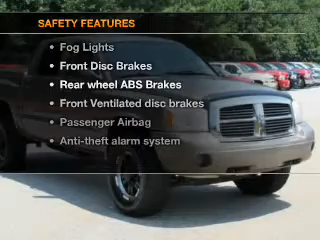 SAFETY FEATURES
• Fog Lights
• Front Disc Brakes
• Rear wheel ABS Brakes
• Front Ventilated disc brakes
• Passenger Airbag
• Anti-theft alarm system